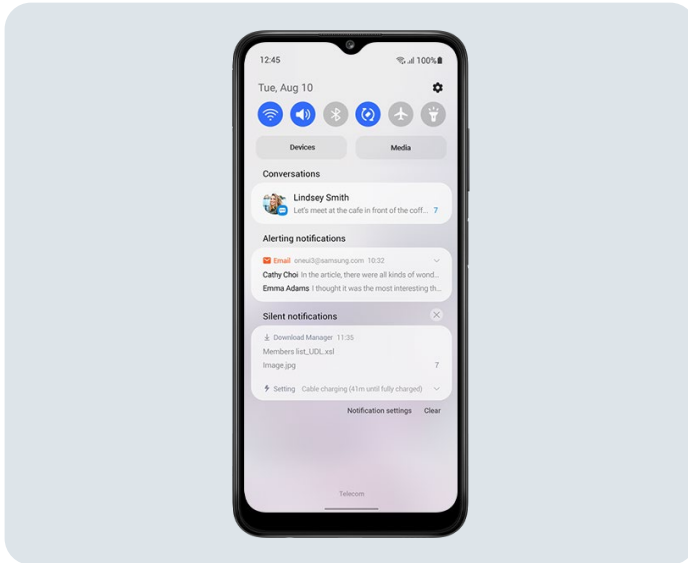 12:45 100%
Tue, Aug 10
Devices Media
Conversations
Lindsey Smith
Let's meet at the cafe in front of the coff... 7
Alerting notifications
Email oneui3@samsung.com 10:32
Cathy Choi In the article, there were all kinds of wond...
Emma Adams I thought it was the most interesting th...
Silent notifications
Download Manager 11:35
Members list_UDL.xsl
Image.jpg 7
Setting Cable charging (41m until fully charged)
Notification settings Clear
Telecom